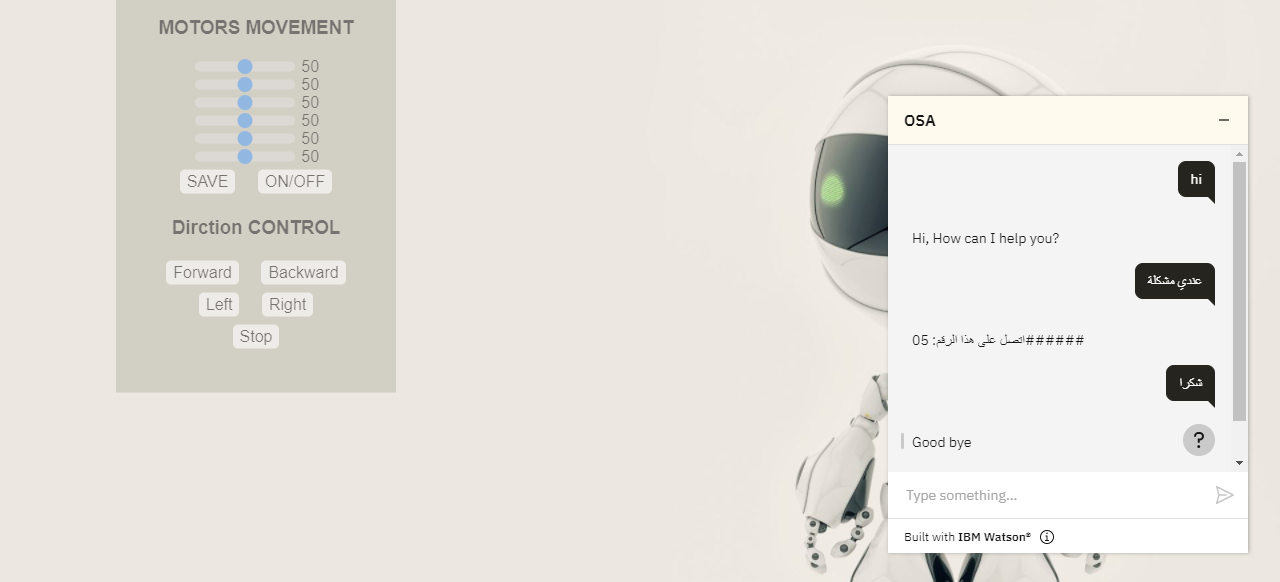 MOTORS MOVEMENT
50
50
50
50
50
50
SAVE ON/OFF
Dirction CONTROL
Forward Backward
Left Right
Stop
OSA
hi
Hi, How can I help you?
عندي مشكلة
اتصل على هذا الرقم: 05######
شكرا
Good bye
?
Type something...
Built with IBM Watson®